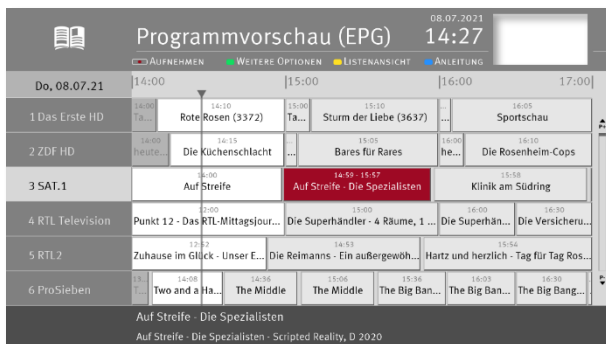 08.07.2021
Programmvorschau (EPG) 14:27
AUFNEHMEN WEITERE OPTIONEN LISTENANSICHT ANLEITUNG
Do, 08.07.21 14:00 15:00 16:00 17:00
14:00 14:10 15:00 15:10 ... 16:05
1 Das Erste HD Ta... Rote Rosen (3372) Ta... Sturm der Liebe (3637) ... Sportschau
14:00 14:15 15:05 16:00 16:10
2 ZDF HD heute... Die Küchenschlacht ... Bares für Rares he... Die Rosenheim-Cops
14:00 14:59 - 15:57 15:58
3 SAT.1 Auf Streife Auf Streife - Die Spezialisten Klinik am Südring
12:00 15:00 16:00 16:30
4 RTL Television Punkt 12 - Das RTL-Mittagsjour... Die Superhändler - 4 Räume, 1 ... Die Superhän... Die Versicheru...
12:52 14:53 15:54
5 RTL2 Zuhause im Glück - Unser E... Die Reimanns - Ein außergewöh... Hartz und herzlich - Tag für Tag Ros...
14:08 14:36 15:06 15:36 16:03 16:30
6 ProSieben T... Two and a Ha... The Middle The Middle The Big Ban... The Big Ban... The Big Bang...
Auf Streife - Die Spezialisten
Auf Streife - Die Spezialisten - Scripted Reality, D 2020